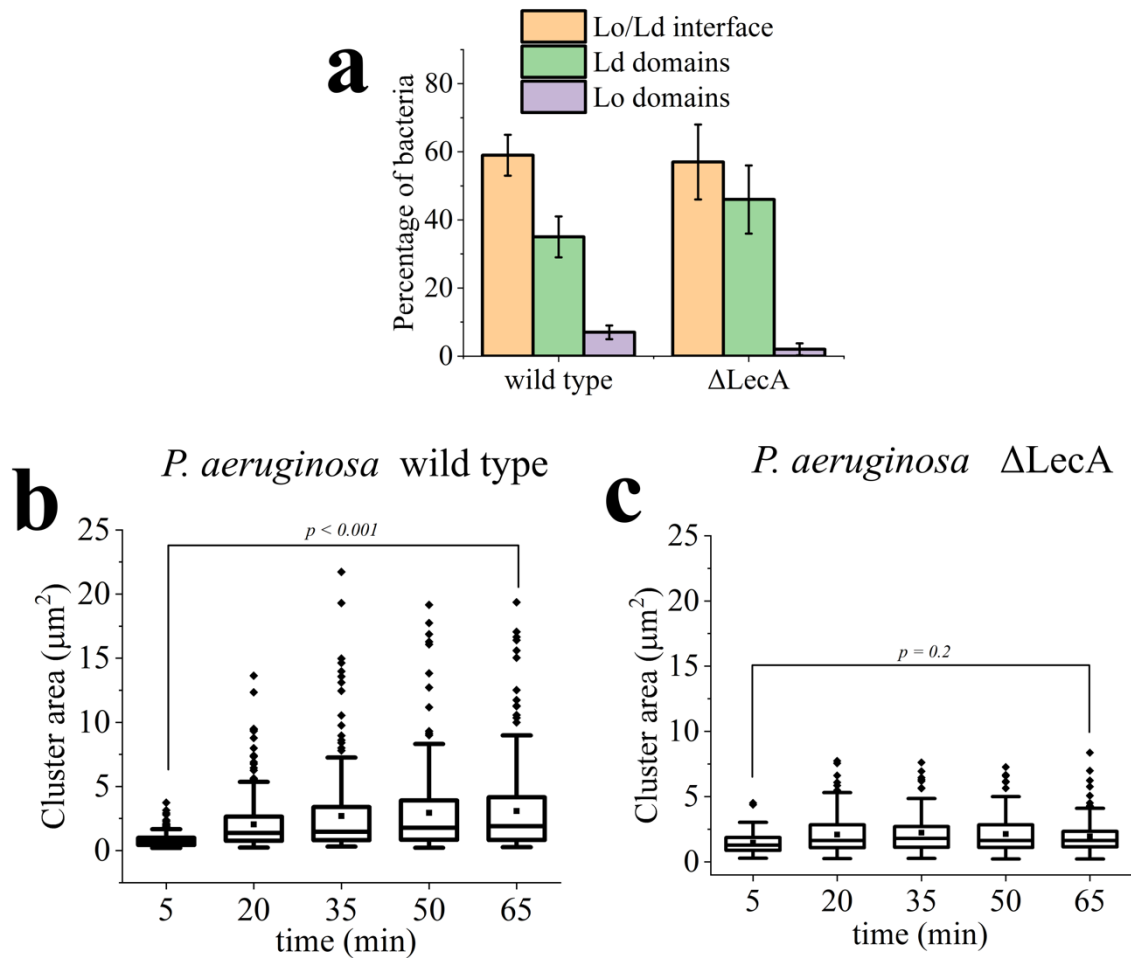 a
Lo/Ld interface
Ld domains
Lo domains
Percentage of bacteria
80
60
40
20
0
wild type
ΔLecA
b
P. aeruginosa wild type
p < 0.001
Cluster area (μm²)
25
20
15
10
5
0
5 20 35 50 65
time (min)
c
P. aeruginosa ΔLecA
p = 0.2
Cluster area (μm²)
25
20
15
10
5
0
5 20 35 50 65
time (min)